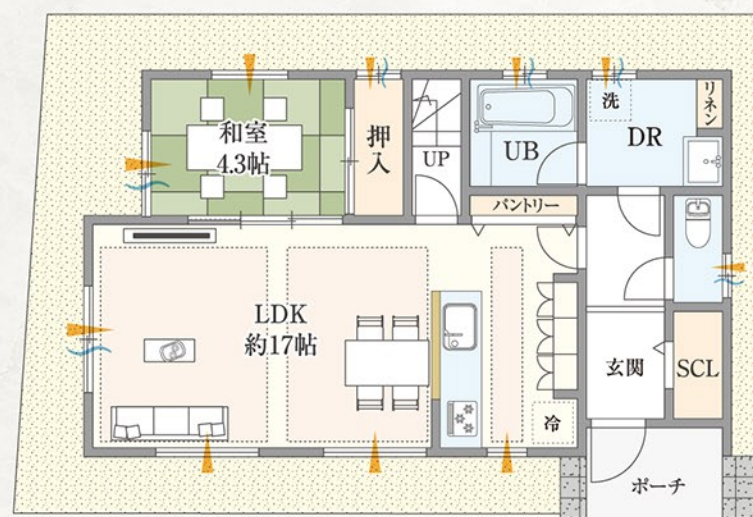 和室
4.3帖
押入
UP
UB
洗
DR
リネン
パントリー
LDK
約17帖
冷
玄関
SCL
ポーチ